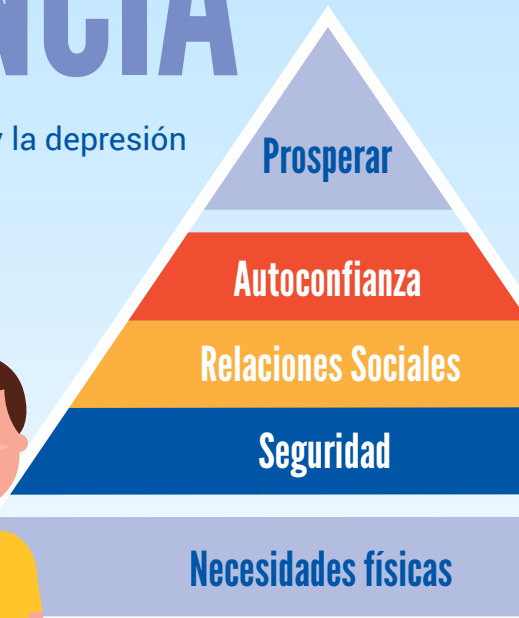 NCIA
y la depresión
Prosperar
Autoconfianza
Relaciones Sociales
Seguridad
Necesidades físicas